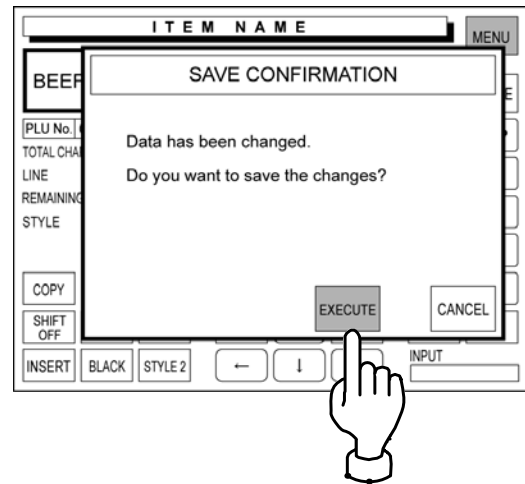 ITEM NAME
MENU
BEEF
SAVE CONFIRMATION
E
PLU No.
TOTAL CHA
LINE
REMAINING
STYLE
Data has been changed.
Do you want to save the changes?
COPY
EXECUTE
CANCEL
SHIFT
OFF
INSERT
BLACK
STYLE 2
←
↓
INPUT